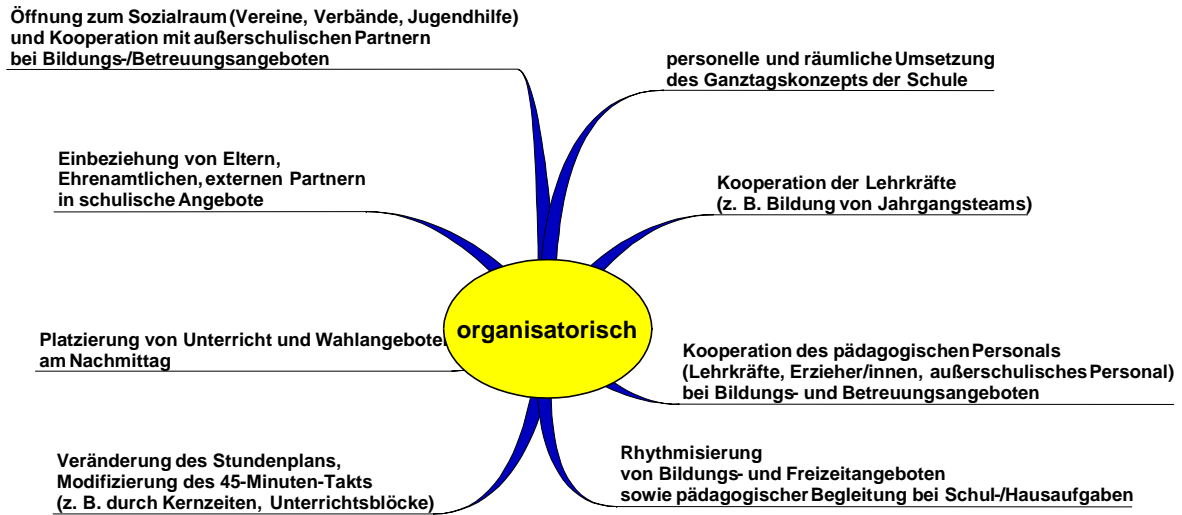 Öffnung zum Sozialraum (Vereine, Verbände, Jugendhilfe)
und Kooperation mit außerschulischen Partnern
bei Bildungs-/Betreuungsangeboten
personelle und räumliche Umsetzung
des Ganztagskonzepts der Schule
Einbeziehung von Eltern,
Ehrenamtlichen, externen Partnern
in schulische Angebote
Kooperation der Lehrkräfte
(z. B. Bildung von Jahrgangsteams)
organisatorisch
Platzierung von Unterricht und Wahlangebote
am Nachmittag
Kooperation des pädagogischen Personals
(Lehrkräfte, Erzieher/innen, außerschulisches Personal)
bei Bildungs- und Betreuungsangeboten
Veränderung des Stundenplans,
Modifizierung des 45-Minuten-Takts
(z. B. durch Kernzeiten, Unterrichtsblöcke)
Rhythmisierung
von Bildungs- und Freizeitangeboten
sowie pädagogischer Begleitung bei Schul-/Hausaufgaben